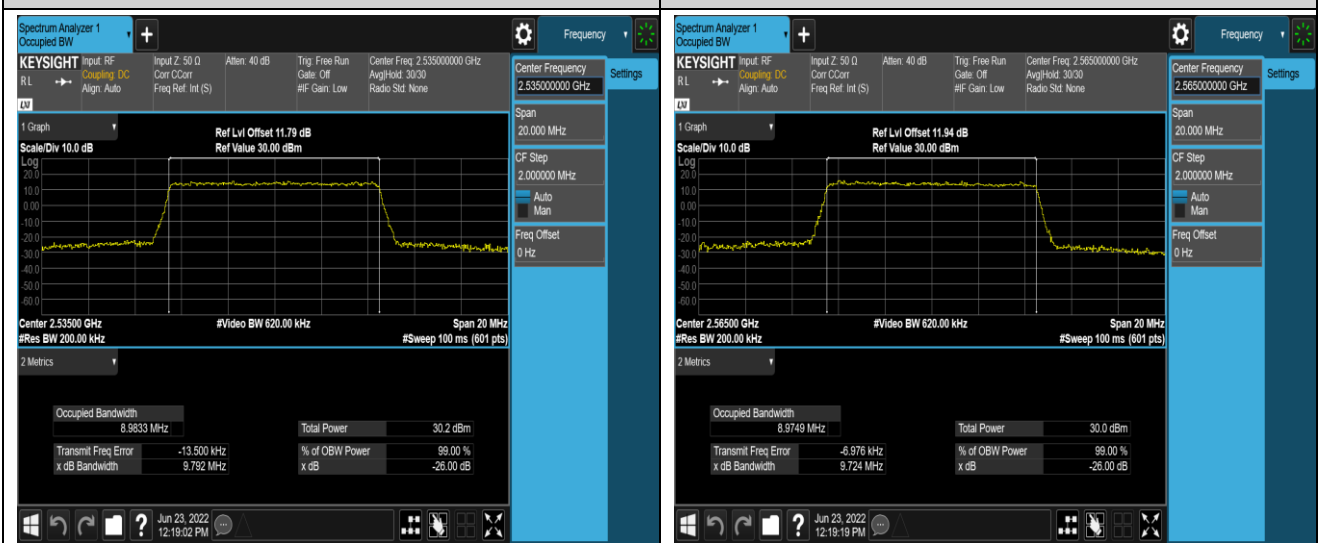 Spectrum Analyzer 1
Occupied BW
Frequency
KEYSIGHT
RL
LXI
Input: RF
Coupling: DC
Align: Auto
Input Z: 50 Ω
Corr CCorr
Freq Ref: Int (S)
Atten: 40 dB
Trig: Free Run
Gate: Off
#IF Gain: Low
Center Freq: 2.535000000 GHz
Avg|Hold: 30/30
Radio Std: None
Center Frequency
2.535000000 GHz
Settings
Span
20.000 MHz
CF Step
2.000000 MHz
Auto
Man
Freq Offset
0 Hz
1 Graph
Ref Lvl Offset 11.79 dB
Scale/Div 10.0 dB
Ref Value 30.00 dBm
Log
20.0
10.0
0.00
-10.0
-20.0
-30.0
-40.0
-50.0
-60.0
Center 2.53500 GHz
#Video BW 620.00 kHz
Span 20 MHz
#Res BW 200.00 kHz
#Sweep 100 ms (601 pts)
2 Metrics
Occupied Bandwidth
8.9833 MHz
Total Power 30.2 dBm
Transmit Freq Error -13.500 kHz
% of OBW Power 99.00 %
x dB Bandwidth 9.792 MHz
x dB -26.00 dB
?
Jun 23, 2022
12:19:02 PM
Spectrum Analyzer 1
Occupied BW
Frequency
KEYSIGHT
RL
LXI
Input: RF
Coupling: DC
Align: Auto
Input Z: 50 Ω
Corr CCorr
Freq Ref: Int (S)
Atten: 40 dB
Trig: Free Run
Gate: Off
#IF Gain: Low
Center Freq: 2.565000000 GHz
Avg|Hold: 30/30
Radio Std: None
Center Frequency
2.565000000 GHz
Settings
Span
20.000 MHz
CF Step
2.000000 MHz
Auto
Man
Freq Offset
0 Hz
1 Graph
Ref Lvl Offset 11.94 dB
Scale/Div 10.0 dB
Ref Value 30.00 dBm
Log
20.0
10.0
0.00
-10.0
-20.0
-30.0
-40.0
-50.0
-60.0
Center 2.56500 GHz
#Video BW 620.00 kHz
Span 20 MHz
#Res BW 200.00 kHz
#Sweep 100 ms (601 pts)
2 Metrics
Occupied Bandwidth
8.9749 MHz
Total Power 30.0 dBm
Transmit Freq Error -6.976 kHz
% of OBW Power 99.00 %
x dB Bandwidth 9.724 MHz
x dB -26.00 dB
?
Jun 23, 2022
12:19:19 PM